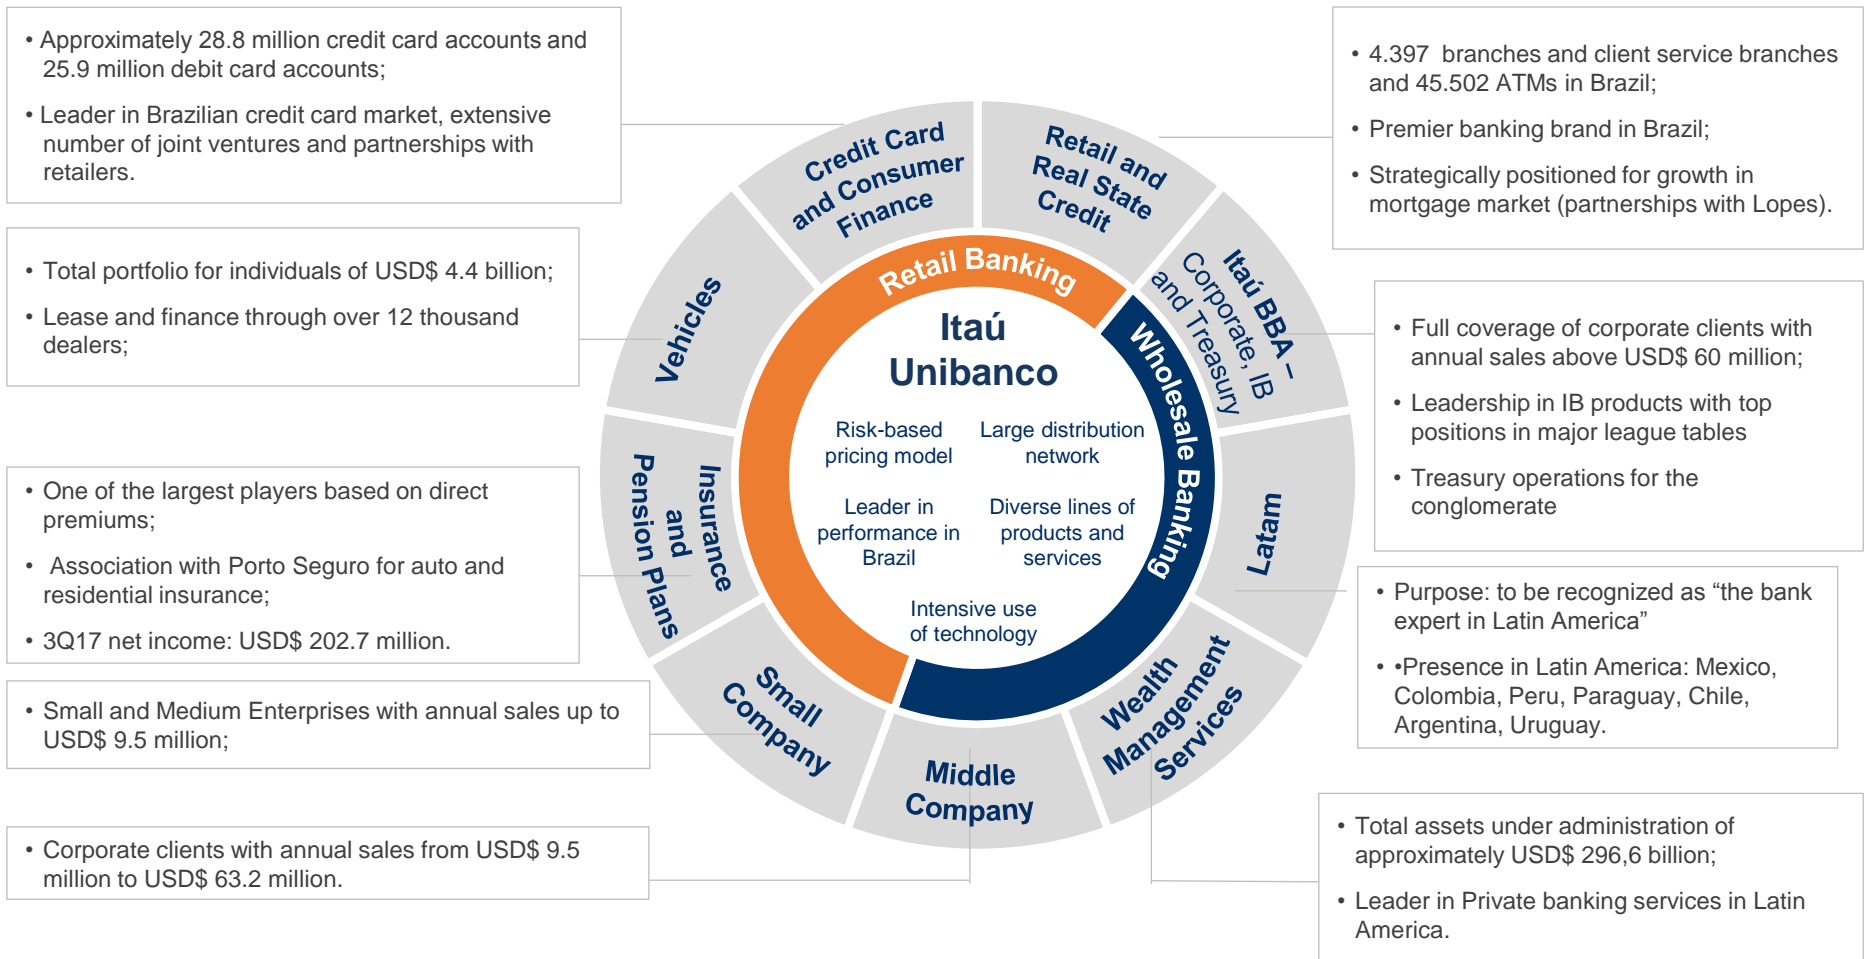 • Approximately 28.8 million credit card accounts and
25.9 million debit card accounts;
• Leader in Brazilian credit card market, extensive
number of joint ventures and partnerships with
retailers.
• Total portfolio for individuals of USD$ 4.4 billion;
• Lease and finance through over 12 thousand
dealers;
• One of the largest players based on direct
premiums;
• Association with Porto Seguro for auto and
residential insurance;
• 3Q17 net income: USD$ 202.7 million.
• Small and Medium Enterprises with annual sales up to
USD$ 9.5 million;
• Corporate clients with annual sales from USD$ 9.5
million to USD$ 63.2 million.
Credit Card
and Consumer
Finance
Retail and
Real State
Credit
Itaú BBA –
Corporate, IB
and Treasury
Latam
Wealth
Management
Services
Middle
Company
Small
Company
Insurance
and
Pension Plans
Vehicles
Retail Banking
Wholesale Banking
Itaú
Unibanco
Risk-based
pricing model
Large distribution
network
Leader in
performance in
Brazil
Diverse lines of
products and
services
Intensive use
of technology
• 4.397 branches and client service branches
and 45.502 ATMs in Brazil;
• Premier banking brand in Brazil;
• Strategically positioned for growth in
mortgage market (partnerships with Lopes).
• Full coverage of corporate clients with
annual sales above USD$ 60 million;
• Leadership in IB products with top
positions in major league tables
• Treasury operations for the
conglomerate
• Purpose: to be recognized as “the bank
expert in Latin America”
• •Presence in Latin America: Mexico,
Colombia, Peru, Paraguay, Chile,
Argentina, Uruguay.
• Total assets under administration of
approximately USD$ 296,6 billion;
• Leader in Private banking services in Latin
America.